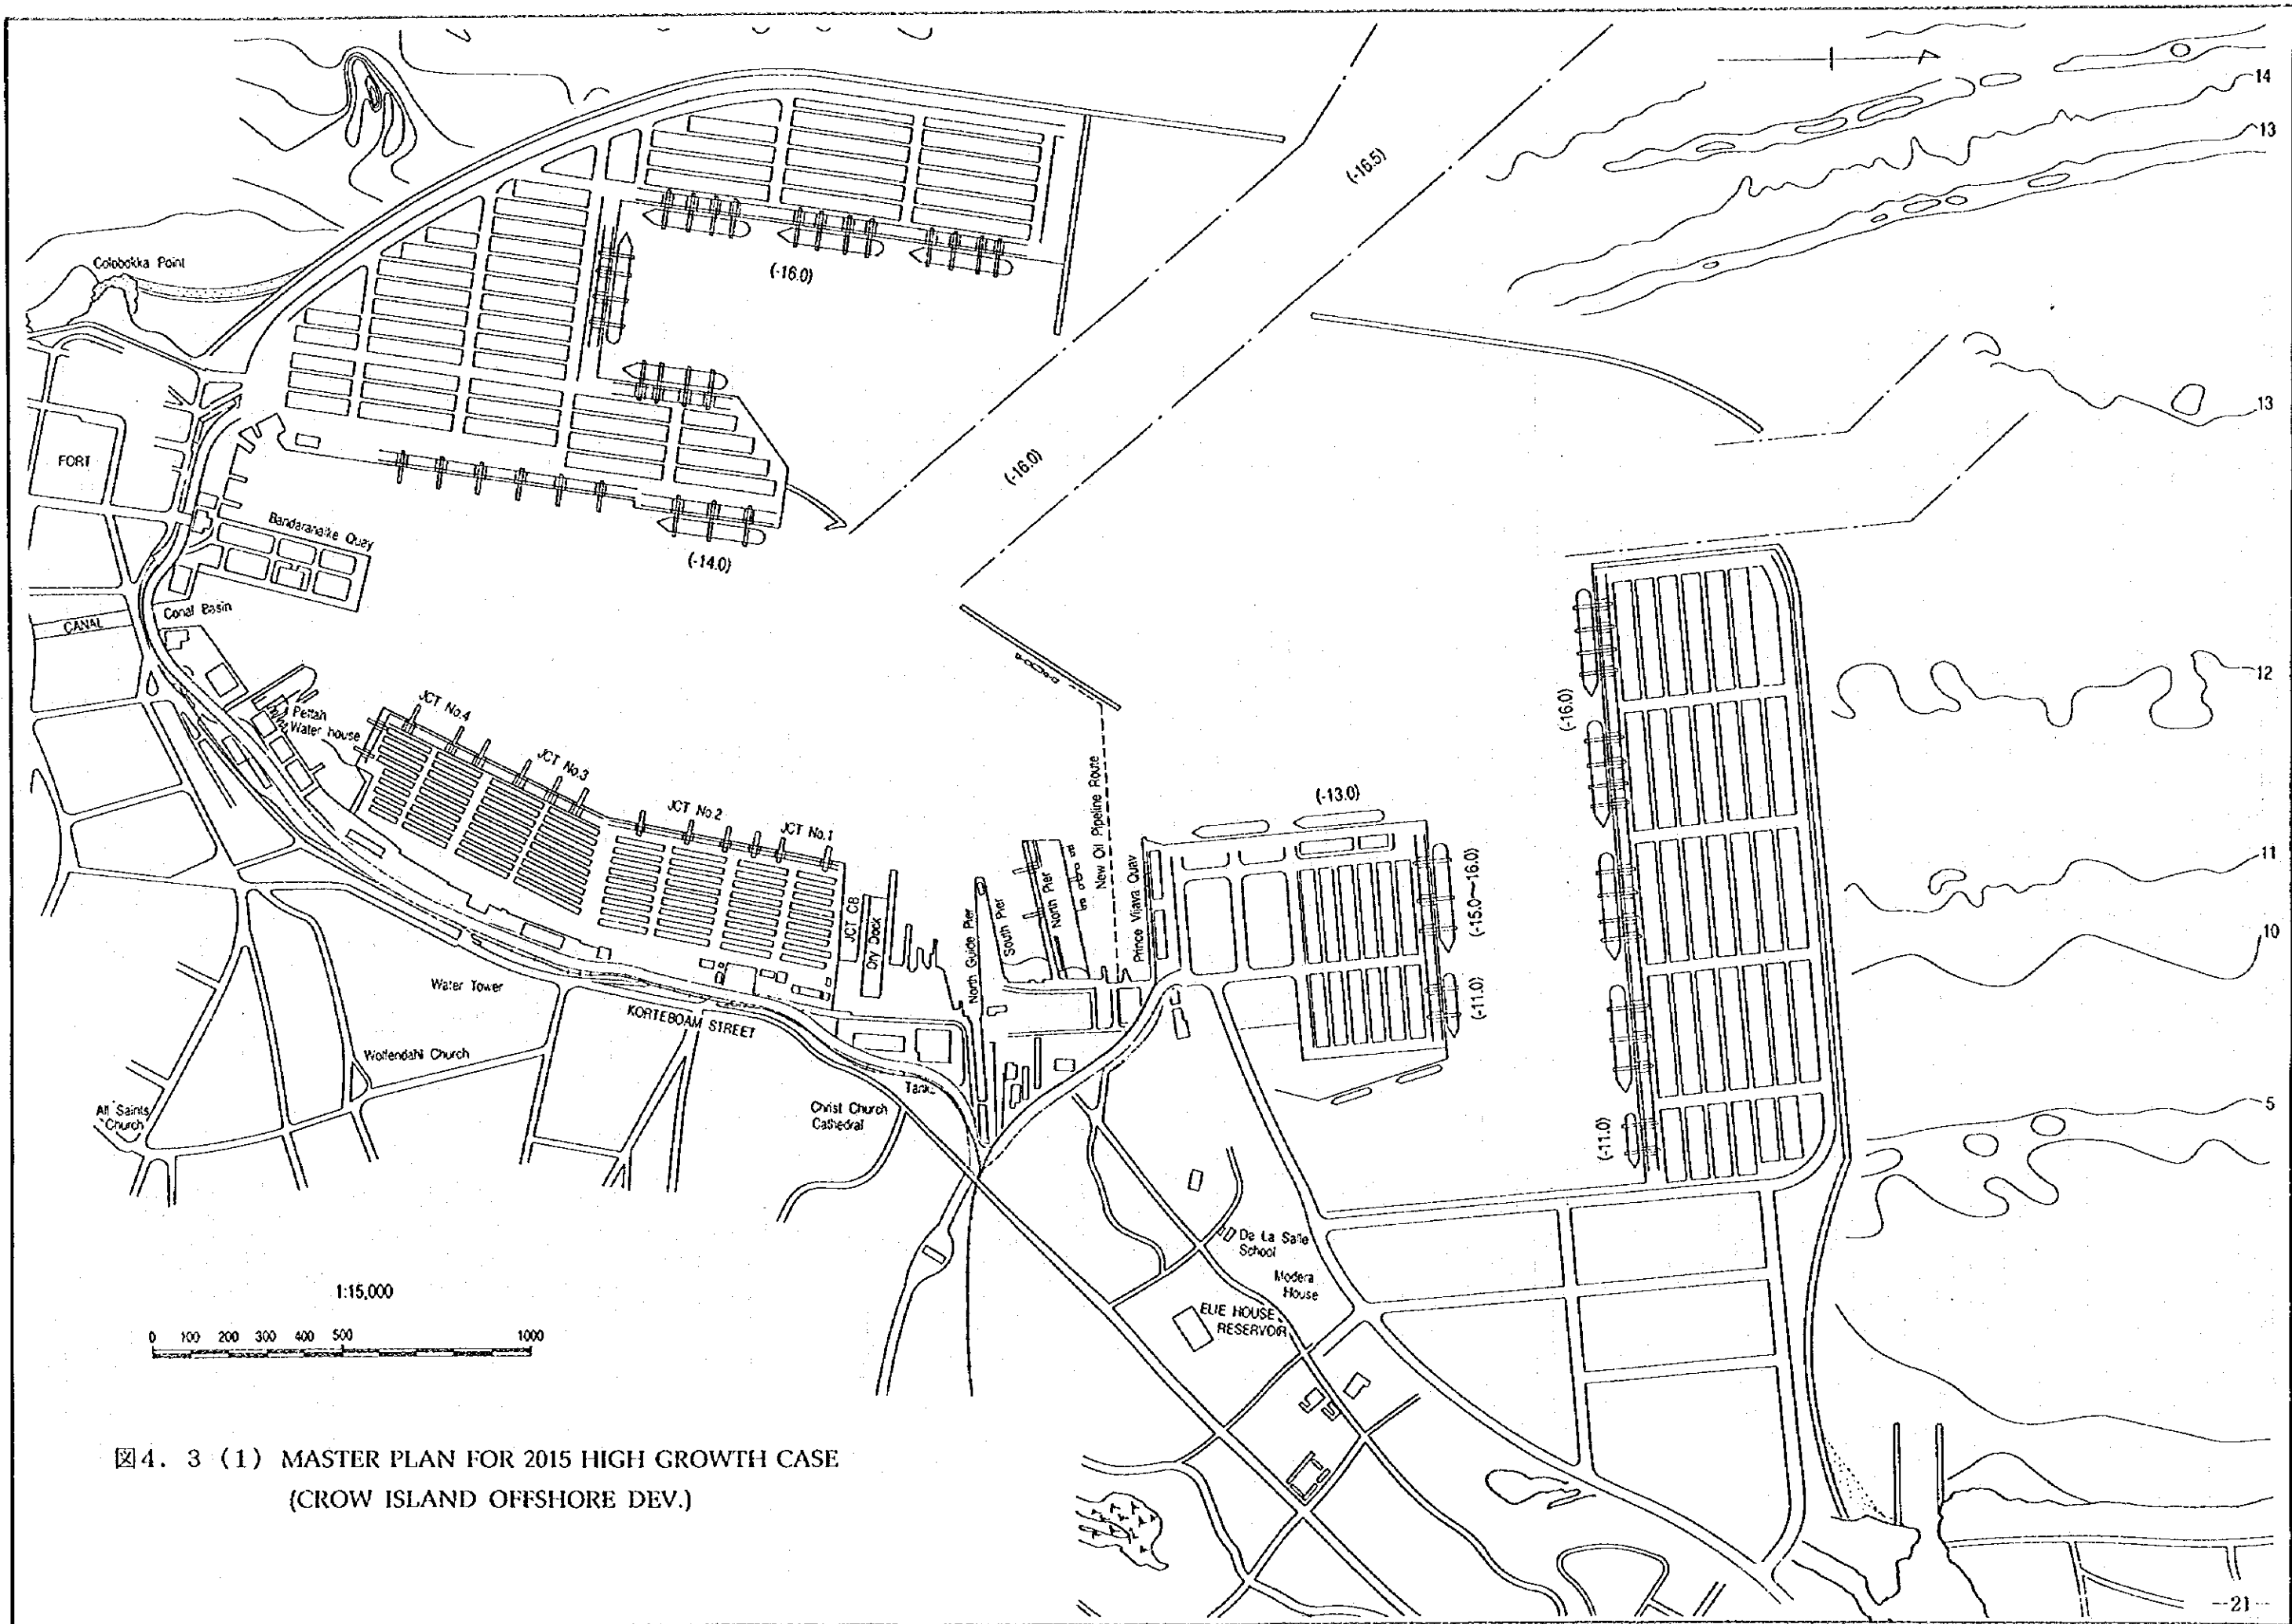 14
13
(-16.5)
Colobokka Point
(-16.0)
13
FORT
(-16.0)
Bandaranaike Quay
(-14.0)
Conal Basin
CANAL
12
(-16.0)
JCT No.4
Pettah
Water house
JCT No.3
JCT No.2
JCT No.1
New Oil Pipeline Route
(-13.0)
11
North Pier
Prince Vijaya Quay
(-15.0~-16.0)
JCT CB
Dry Dock
North Guide Pier
South Pier
10
Water Tower
(-11.0)
KORTEBOAM STREET
Wolfendahl Church
Tank
All Saints
Church
Christ Church
Cathedral
5
(-11.0)
De La Salle
School
Modera
House
ELIE HOUSE
RESERVOIR
1:15,000
0 100 200 300 400 500 1000
図4. 3 (1) MASTER PLAN FOR 2015 HIGH GROWTH CASE
(CROW ISLAND OFFSHORE DEV.)
--21--